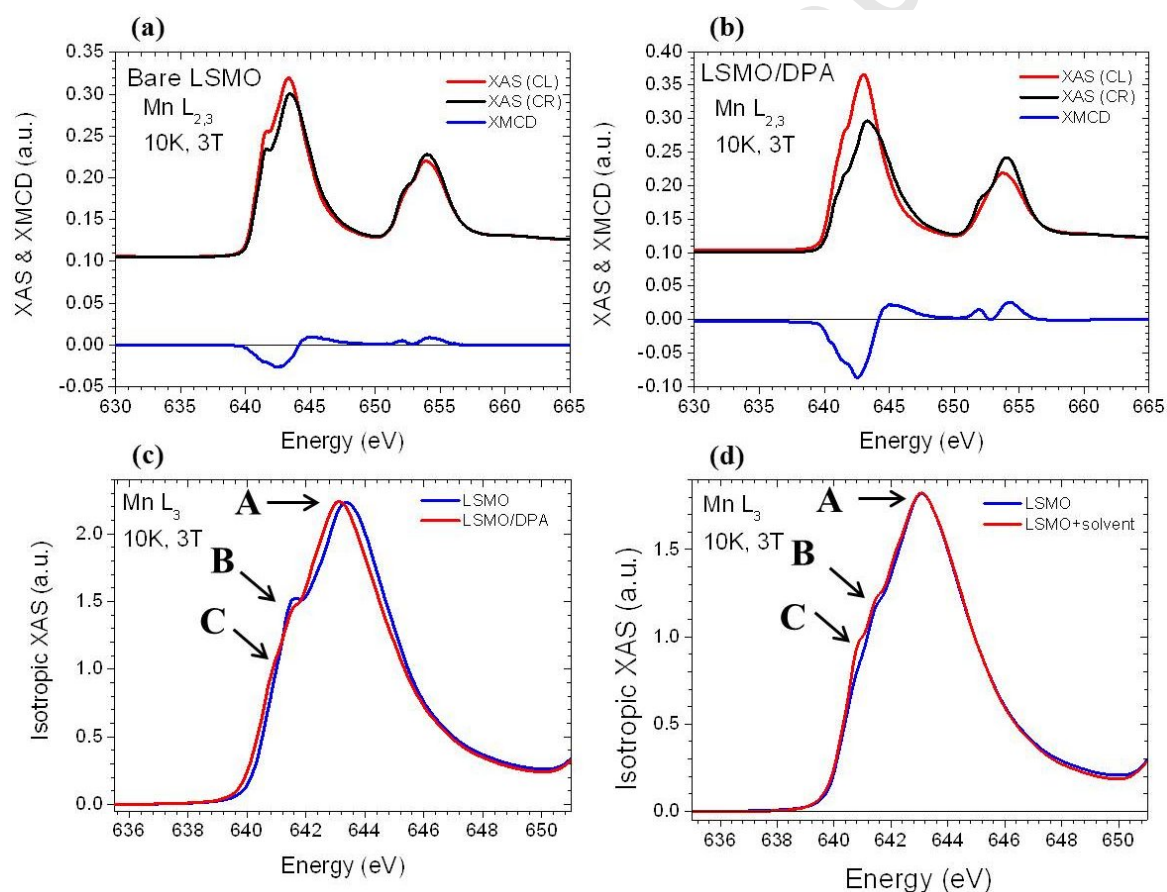 (a)
Bare LSMO
Mn L2,3
10K, 3T
XAS (CL)
XAS (CR)
XMCD
XAS & XMCD (a.u.)
0.35
0.30
0.25
0.20
0.15
0.10
0.05
0.00
-0.05
630 635 640 645 650 655 660 665
Energy (eV)
(b)
LSMO/DPA
Mn L2,3
10K, 3T
XAS (CL)
XAS (CR)
XMCD
XAS & XMCD (a.u.)
0.40
0.35
0.30
0.25
0.20
0.15
0.10
0.05
0.00
-0.05
-0.10
630 635 640 645 650 655 660 665
Energy (eV)
(c)
Mn L3
10K, 3T
A
B
C
LSMO
LSMO/DPA
Isotropic XAS (a.u.)
2.0
1.5
1.0
0.5
0.0
636 638 640 642 644 646 648 650
Energy (eV)
(d)
Mn L3
10K, 3T
A
B
C
LSMO
LSMO+solvent
Isotropic XAS (a.u.)
1.5
1.0
0.5
0.0
636 638 640 642 644 646 648 650
Energy (eV)